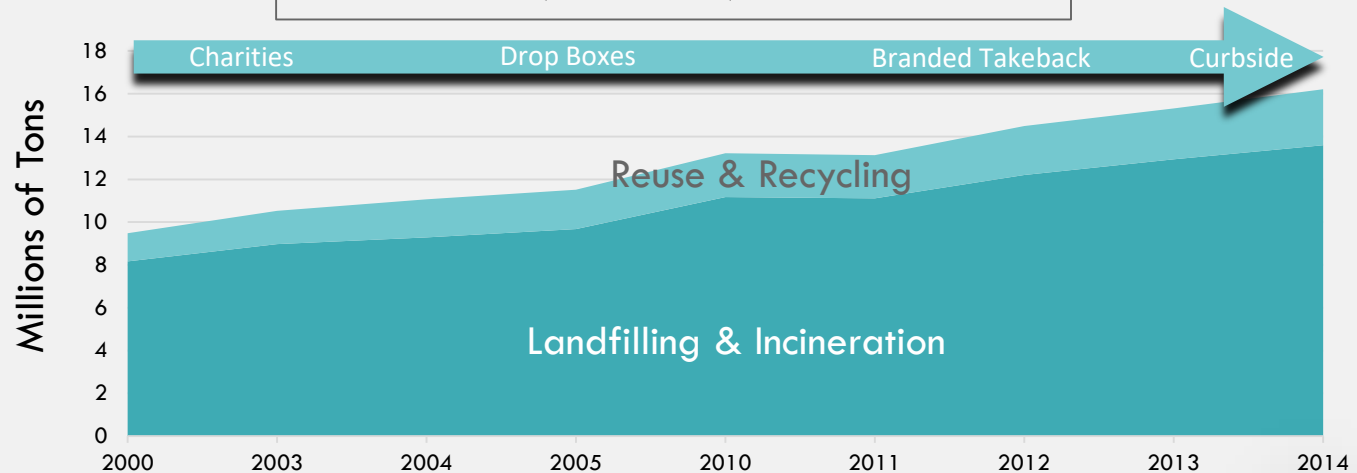 Charities Drop Boxes Branded Takeback Curbside
Millions of Tons
18
16
14
12
10
8
6
4
2
0
Reuse & Recycling
Landfilling & Incineration
2000 2003 2004 2005 2010 2011 2012 2013 2014